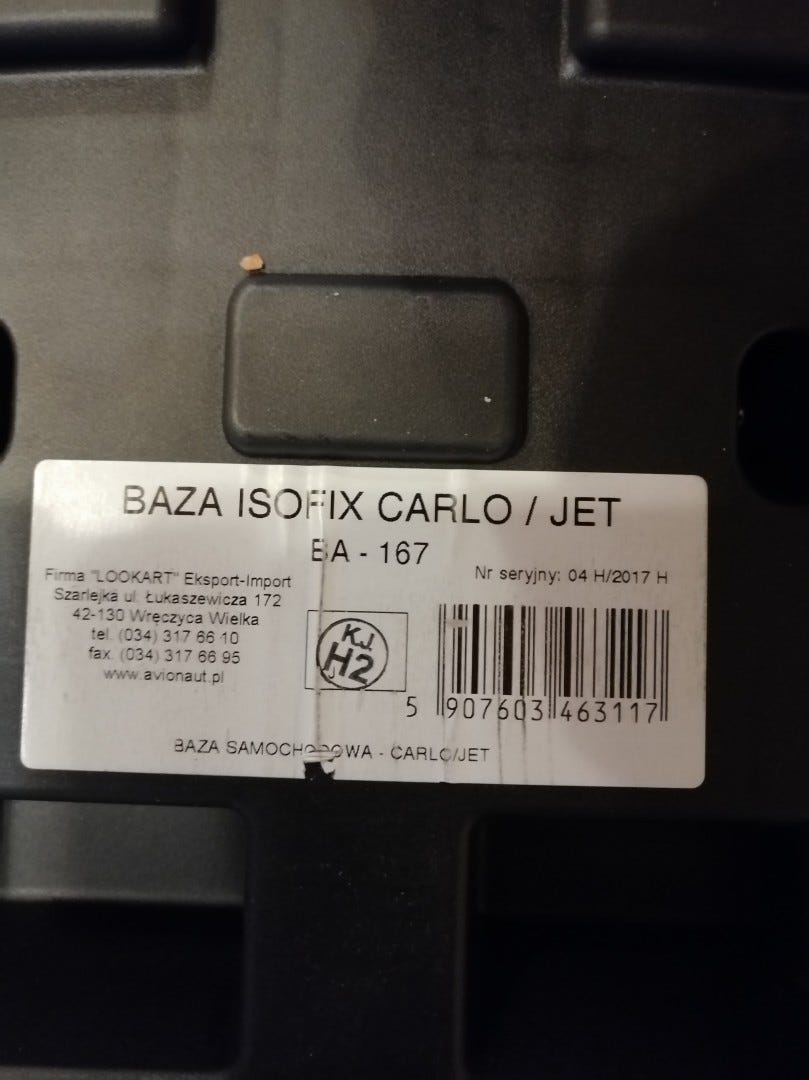 BAZA ISOFIX CARLO / JET
BA - 167
Firma "LOOKART" Eksport-Import
Szarlejka ul. Łukaszewicza 172
42-130 Wręczyca Wielka
tel. (034) 317 66 10
fax. (034) 317 66 95
www.avionaut.pl
Nr seryjny: 04 H/2017 H
KJ
H2
5 907603 463117
BAZA SAMOCHODOWA - CARLO/JET